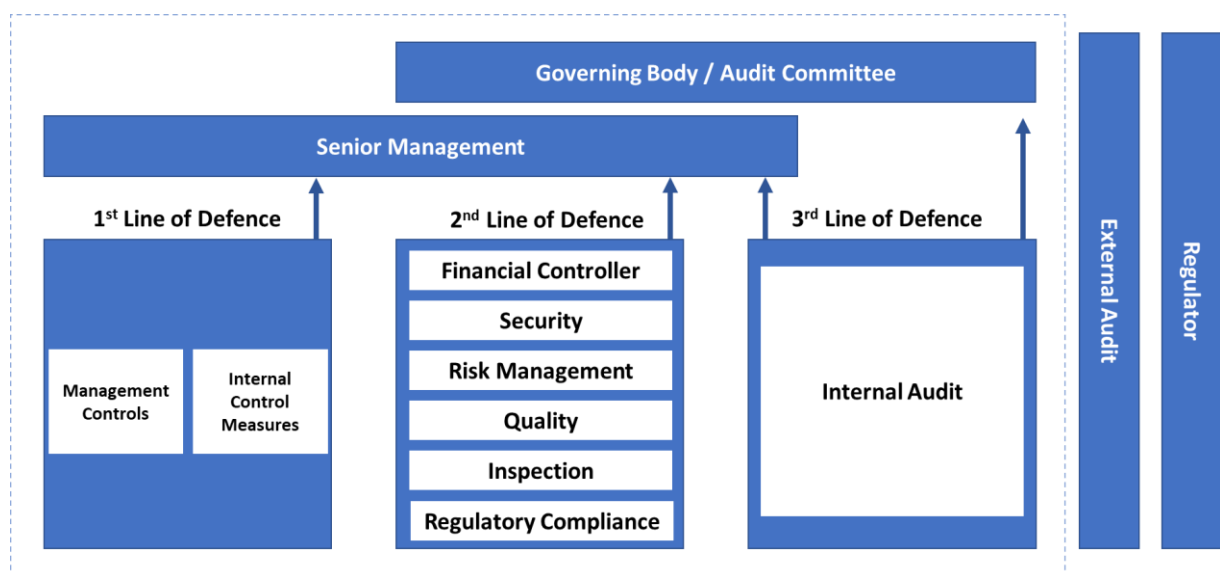 Governing Body / Audit Committee
Senior Management
1st Line of Defence
2nd Line of Defence
3rd Line of Defence
Management
Controls
Internal
Control
Measures
Financial Controller
Security
Risk Management
Quality
Inspection
Regulatory Compliance
Internal Audit
External Audit
Regulator